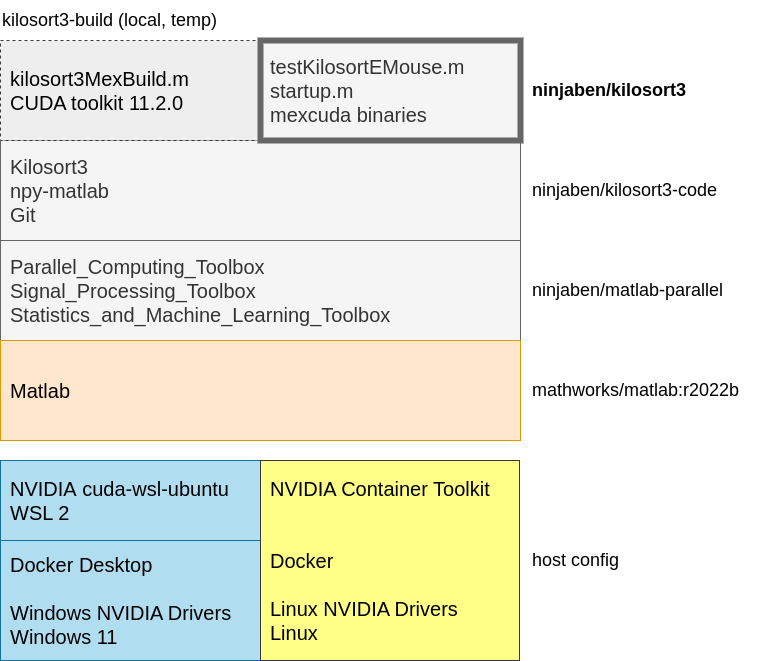 kilosort3-build (local, temp)
kilosort3MexBuild.m
CUDA toolkit 11.2.0
testKilosortEMouse.m
startup.m
mexcuda binaries
ninjaben/kilosort3
Kilosort3
npy-matlab
Git
ninjaben/kilosort3-code
Parallel_Computing_Toolbox
Signal_Processing_Toolbox
Statistics_and_Machine_Learning_Toolbox
ninjaben/matlab-parallel
Matlab
mathworks/matlab:r2022b
NVIDIA cuda-wsl-ubuntu
WSL 2
Docker Desktop
Windows NVIDIA Drivers
Windows 11
NVIDIA Container Toolkit
Docker
Linux NVIDIA Drivers
Linux
host config